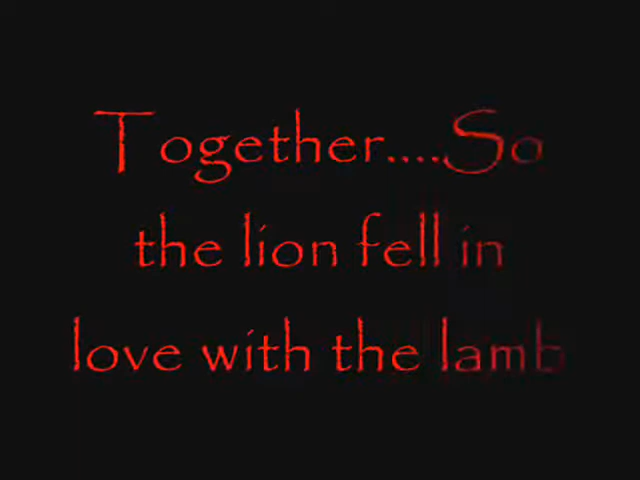 Together....So
the lion fell in
love with the lamb